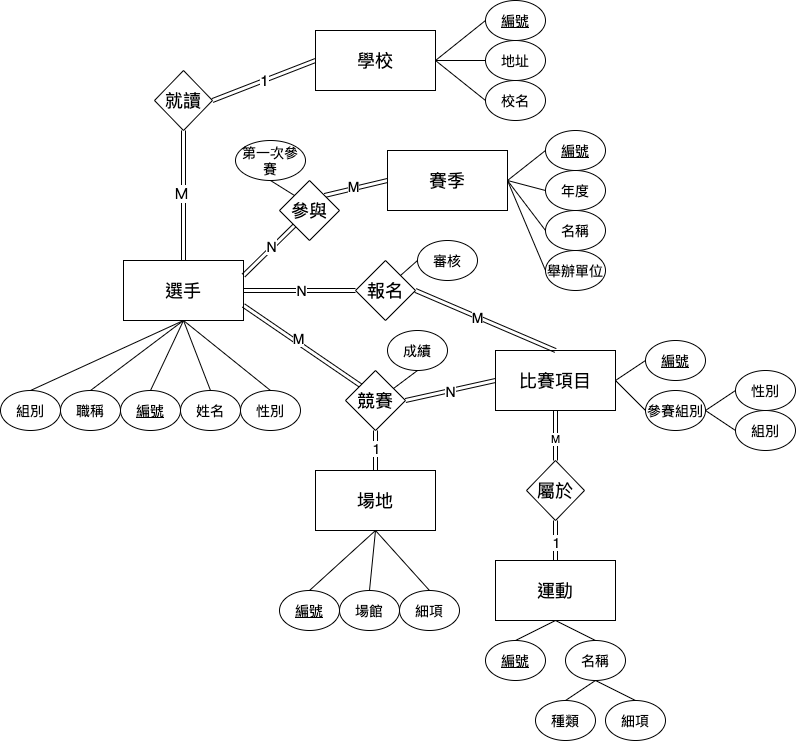 編號
學校
地址
1
就讀
校名
第一次參
賽
編號
M
賽季
年度
M
參與
名稱
N
舉辦單位
審核
選手
N
報名
M
M
成績
編號
比賽項目
性別
組別
職稱
編號
姓名
性別
競賽
N
參賽組別
組別
M
1
屬於
場地
1
運動
編號
場館
細項
編號
名稱
種類
細項